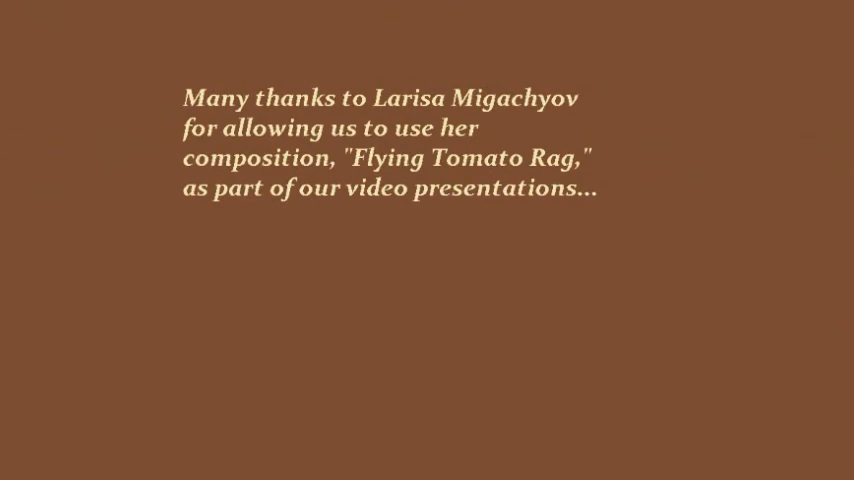 Many thanks to Larisa Migachyov
for allowing us to use her
composition, "Flying Tomato Rag,"
as part of our video presentations...